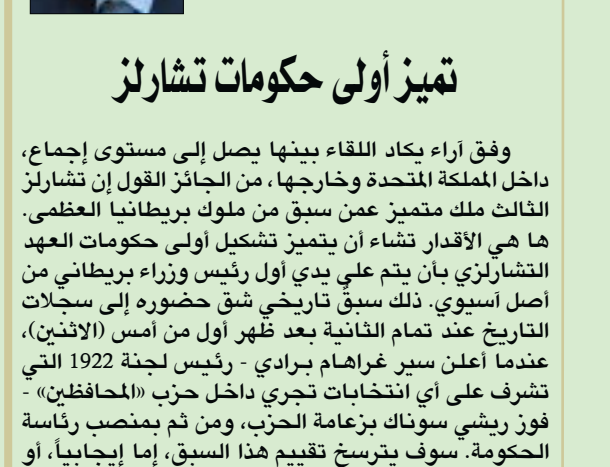 تميز أولى حكومات تشارلز
وفق آراء يكاد اللقاء بينها يصل إلى مستوى إجماع،
داخل المملكة المتحدة وخارجها، من الجائز القول إن تشارلز
الثالث ملك متميز عمن سبق من ملوك بريطانيا العظمى.
ها هي الأقدار تشاء أن يتميز تشكيل أولى حكومات العهد
التشارلزي بأن يتم على يدي أول رئيس وزراء بريطاني من
أصل آسيوي. ذلك سبقٌ تاريخي شق حضوره إلى سجلات
التاريخ عند تمام الثانية بعد ظهر أول من أمس (الاثنين)،
عندما أعلن سير غراهام برادي - رئيس لجنة 1922 التي
تشرف على أي انتخابات تجري داخل حزب «المحافظين» -
فوز ريشي سوناك بزعامة الحزب، ومن ثم بمنصب رئاسة
الحكومة. سوف يترسخ تقييم هذا السبق، إما إيجابياً، أو